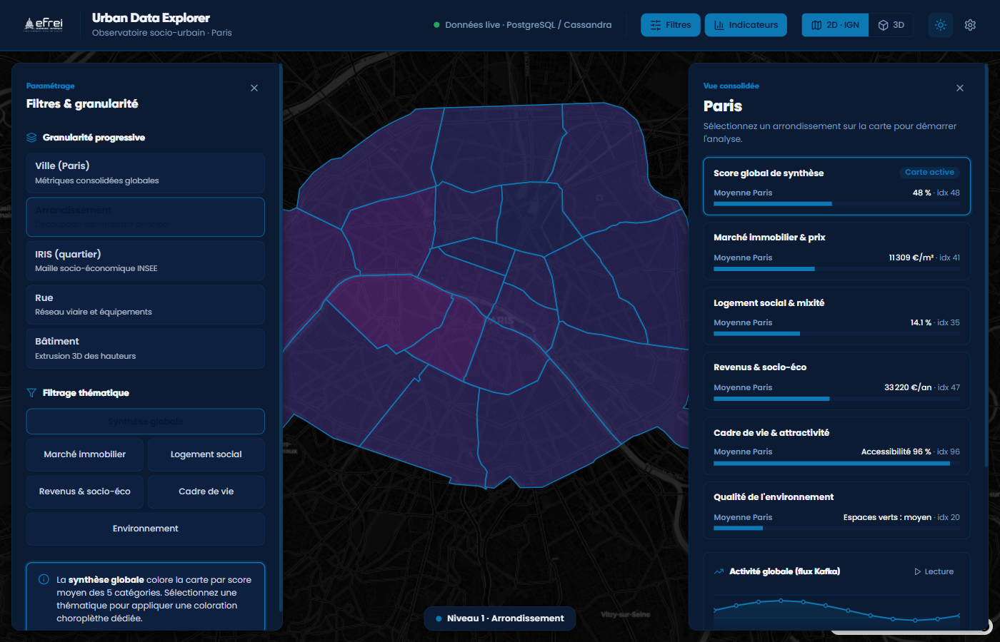 efrei
Urban Data Explorer
Observatoire socio-urbain · Paris
Données live · PostgreSQL / Cassandra
Filtres
Indicateurs
2D · IGN
3D
Paramétrage
Filtres & granularité
Granularité progressive
Ville (Paris)
Métriques consolidées globales
Arrondissement
IRIS (quartier)
Maille socio-économique INSEE
Rue
Réseau viaire et équipements
Bâtiment
Extrusion 3D des hauteurs
Filtrage thématique
Synthèse globale
Marché immobilier
Logement social
Revenus & socio-éco
Cadre de vie
Environnement
La synthèse globale colore la carte par score
moyen des 5 catégories. Sélectionnez une
thématique pour appliquer une coloration
choroplèthe dédiée.
PARIS
Niveau 1 · Arrondissement
Vitry-sur-Seine
Vue consolidée
Paris
Sélectionnez un arrondissement sur la carte pour démarrer
l'analyse.
Score global de synthèse
Carte active
Moyenne Paris
48 % · idx 48
Marché immobilier & prix
Moyenne Paris
11 309 €/m² · idx 41
Logement social & mixité
Moyenne Paris
14.1 % · idx 35
Revenus & socio-éco
Moyenne Paris
33 220 €/an · idx 47
Cadre de vie & attractivité
Moyenne Paris
Accessibilité 96 % · idx 96
Qualité de l'environnement
Moyenne Paris
Espaces verts : moyen · idx 20
Activité globale (flux Kafka)
Lecture